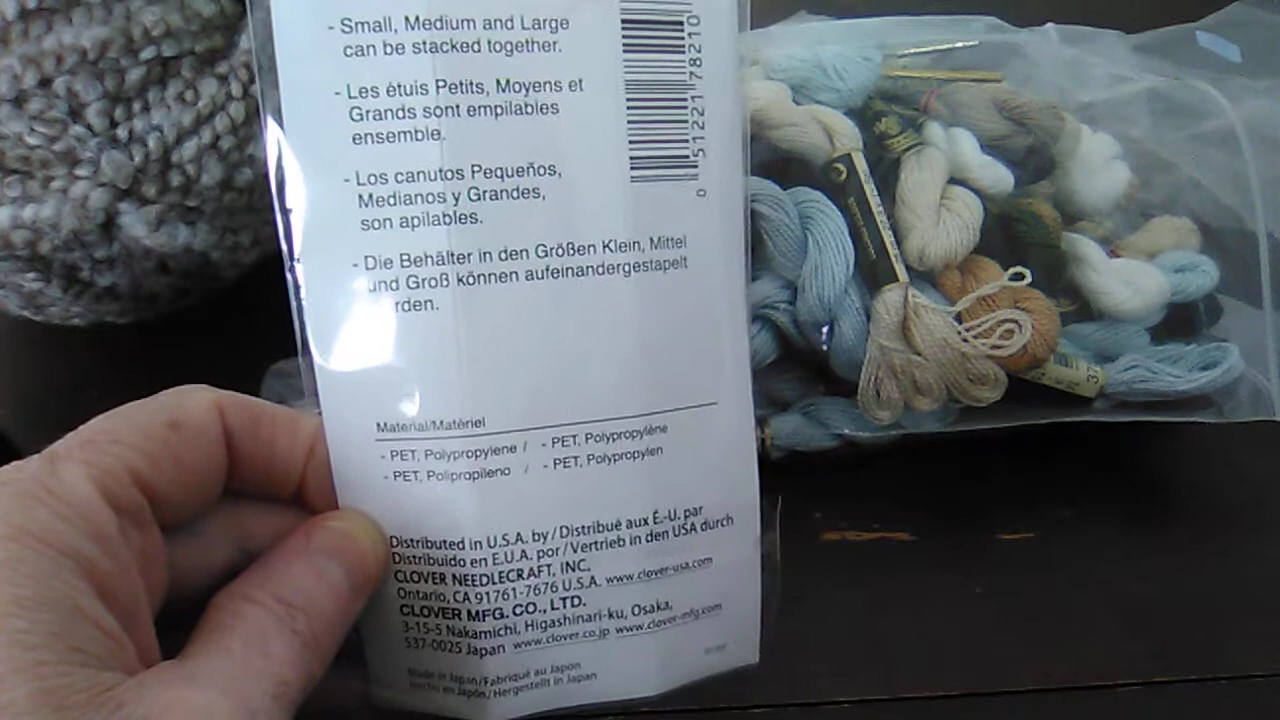 - Small, Medium and Large
can be stacked together.
- Les étuis Petits, Moyens et
Grands sont empilables
ensemble.
- Los canutos Pequeños,
Medianos y Grandes,
son apilables.
- Die Behälter in den Größen Klein, Mittel
und Groß können aufeinandergestapelt
rden.
0 51221 78210
Material/Matériel
- PET, Polypropylene / - PET, Polypropylène
- PET, Polipropileno / - PET, Polypropylen
Distributed in U.S.A. by / Distribué aux É.-U. par
Distribuido en E.U.A. por / Vertrieb in den USA durch
CLOVER NEEDLECRAFT, INC.
Ontario, CA 91761-7676 U.S.A. www.clover-usa.com
CLOVER MFG. CO., LTD.
3-15-5 Nakamichi, Higashinari-ku, Osaka,
537-0025 Japan www.clover.co.jp www.clover-mfg.com
Made in Japan / Fabriqué au Japon
Hecho en Japón / Hergestellt in Japan